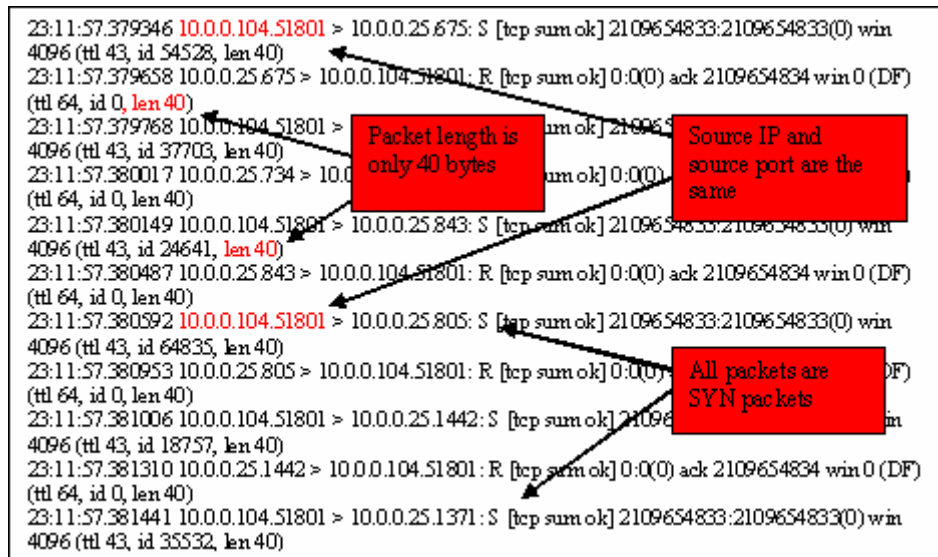 23:11:57.379346 10.0.0.104.51801 > 10.0.0.25.675: S [tcp sum ok] 2109654833:2109654833(0) win
4096 (ttl 43, id 54528, len 40)
23:11:57.379658 10.0.0.25.675 > 10.0.0.104.51801: R [tcp sum ok] 0:0(0) ack 2109654834 win 0 (DF)
(ttl 64, id 0, len 40)
23:11:57.379768 10.0.0.104.51801 >
4096 (ttl 43, id 37703, len 40)
23:11:57.380017 10.0.0.25.734 >
(ttl 64, id 0, len 40)
23:11:57.380149 10.0.0.104.51801 > 10.0.0.25.843: S [tcp sum ok] 2109654833:2109654833(0) win
4096 (ttl 43, id 24641, len 40)
23:11:57.380487 10.0.0.25.843 > 10.0.0.104.51801: R [tcp sum ok] 0:0(0) ack 2109654834 win 0 (DF)
(ttl 64, id 0, len 40)
23:11:57.380592 10.0.0.104.51801 > 10.0.0.25.805: S [tcp sum ok] 2109654833:2109654833(0) win
4096 (ttl 43, id 64835, len 40)
23:11:57.380953 10.0.0.25.805 > 10.0.0.104.51801: R [tcp sum ok] 0:0(0) DF)
(ttl 64, id 0, len 40)
23:11:57.381006 10.0.0.104.51801 > 10.0.0.25.1442: S [tcp sum ok]
4096 (ttl 43, id 18757, len 40)
23:11:57.381310 10.0.0.25.1442 > 10.0.0.104.51801: R [tcp sum ok] 0:0(0) ack 2109654834 win 0 (DF)
(ttl 64, id 0, len 40)
23:11:57.381441 10.0.0.104.51801 > 10.0.0.25.1371: S [tcp sum ok] 2109654833:2109654833(0) win
4096 (ttl 43, id 35532, len 40)
Packet length is
only 40 bytes
Source IP and
source port are the
same
All packets are
SYN packets